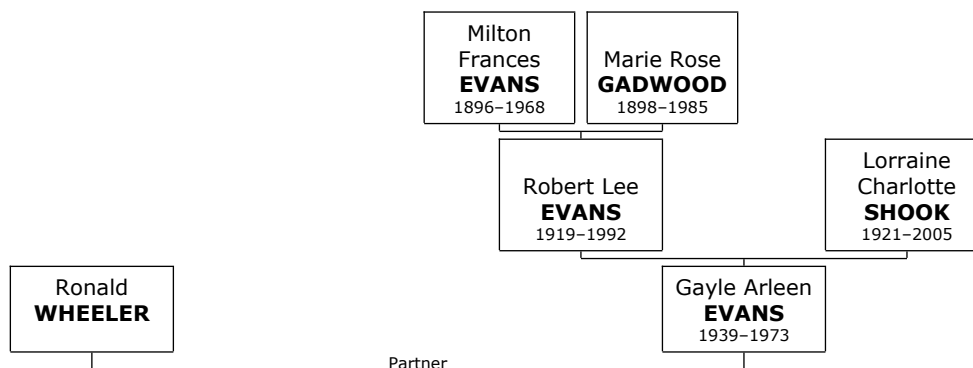 Milton
Frances
EVANS
1896–1968
Marie Rose
GADWOOD
1898–1985
Robert Lee
EVANS
1919–1992
Lorraine
Charlotte
SHOOK
1921–2005
Ronald
WHEELER
Gayle Arleen
EVANS
1939–1973
Partner